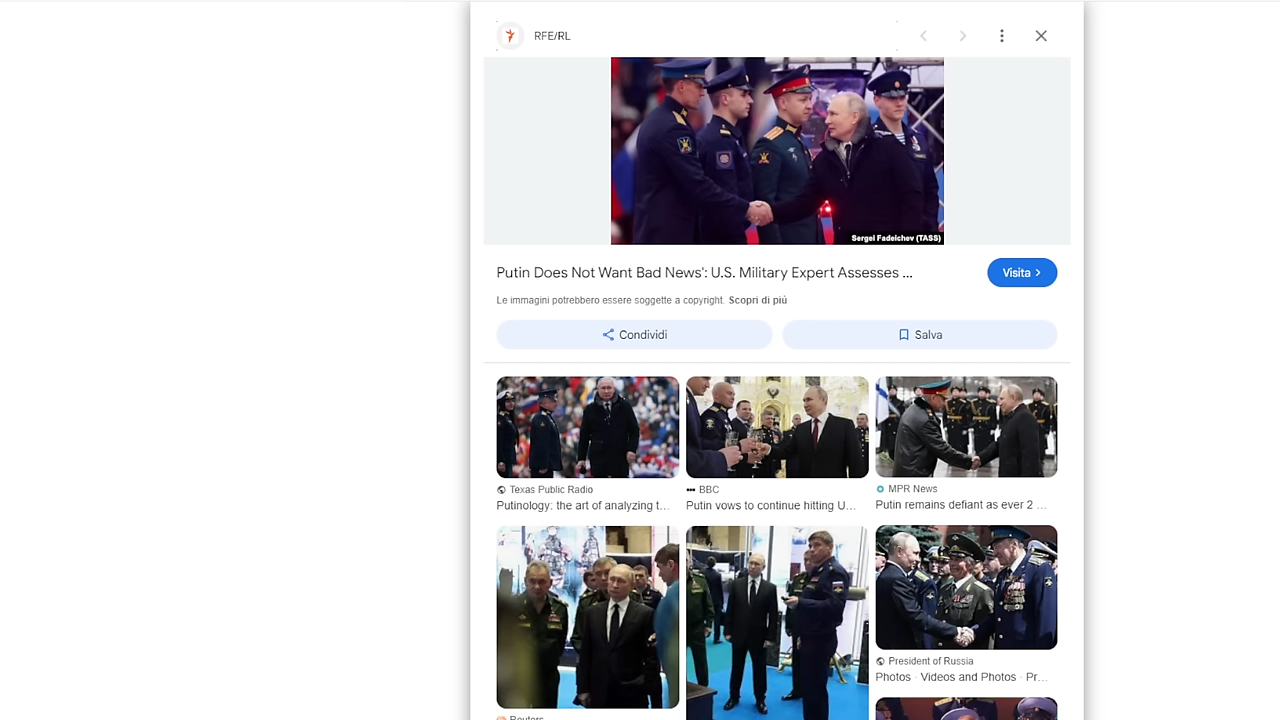 RFE/RL
Sergei Fadeichev (TASS)
Putin Does Not Want Bad News': U.S. Military Expert Assesses ...
Visita
Le immagini potrebbero essere soggette a copyright. Scopri di più
Condividi
Salva
Texas Public Radio
Putinology: the art of analyzing t...
BBC
Putin vows to continue hitting U...
MPR News
Putin remains defiant as ever 2 ...
President of Russia
Photos · Videos and Photos · Pr...
Reuters